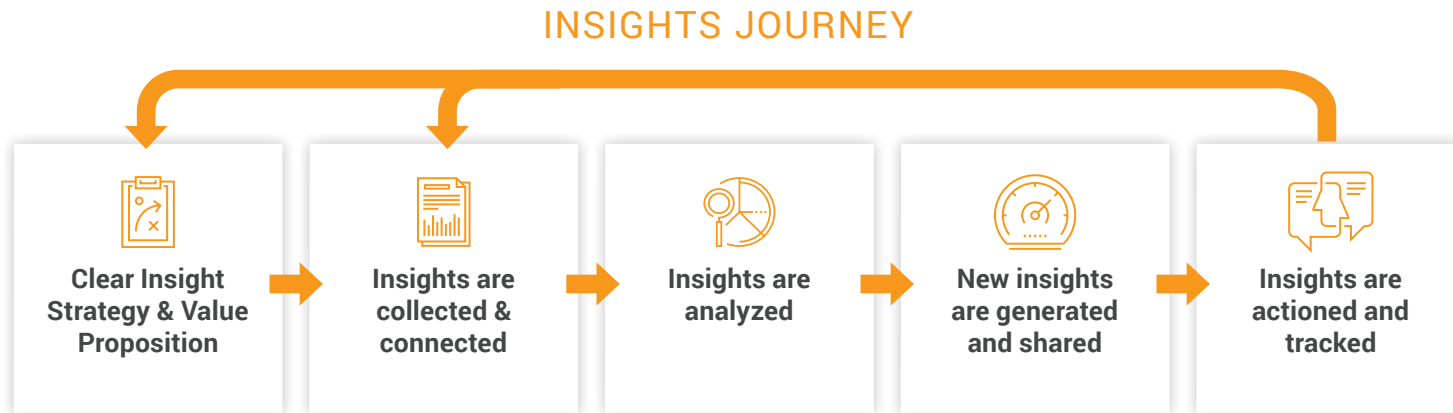 INSIGHTS JOURNEY
Clear Insight
Strategy & Value
Proposition
Insights are
collected &
connected
Insights are
analyzed
New insights
are generated
and shared
Insights are
actioned and
tracked